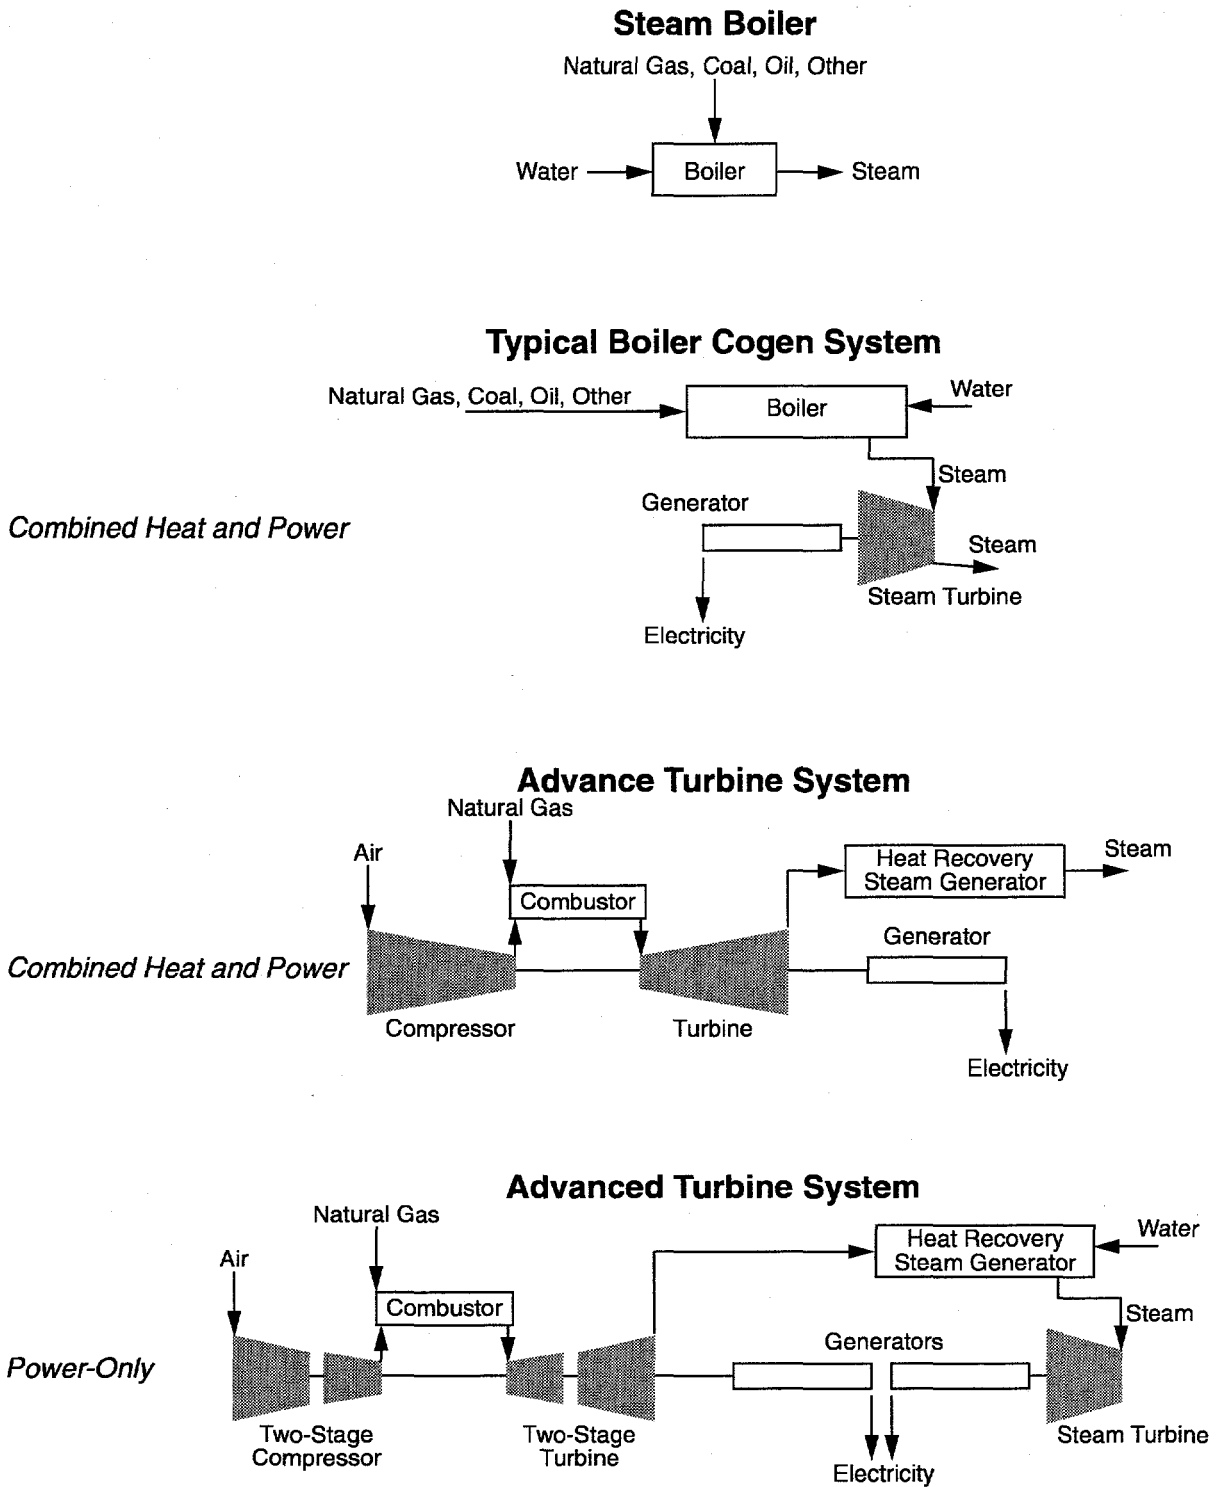 Steam Boiler
Natural Gas, Coal, Oil, Other
Water
Boiler
Steam
Typical Boiler Cogen System
Natural Gas, Coal, Oil, Other
Boiler
Water
Steam
Generator
Combined Heat and Power
Steam
Steam Turbine
Electricity
Advance Turbine System
Natural Gas
Air
Heat Recovery
Steam Generator
Steam
Combustor
Generator
Combined Heat and Power
Compressor
Turbine
Electricity
Advanced Turbine System
Natural Gas
Air
Heat Recovery
Steam Generator
Water
Combustor
Steam
Generators
Power-Only
Two-Stage
Compressor
Two-Stage
Turbine
Steam Turbine
Electricity